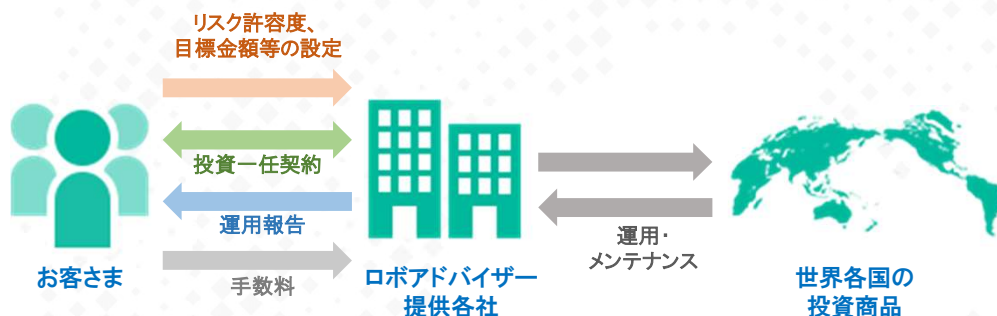 リスク許容度、
目標金額等の設定
投資一任契約
運用報告
手数料
運用・
メンテナンス
お客さま
ロボアドバイザー
提供各社
世界各国の
投資商品